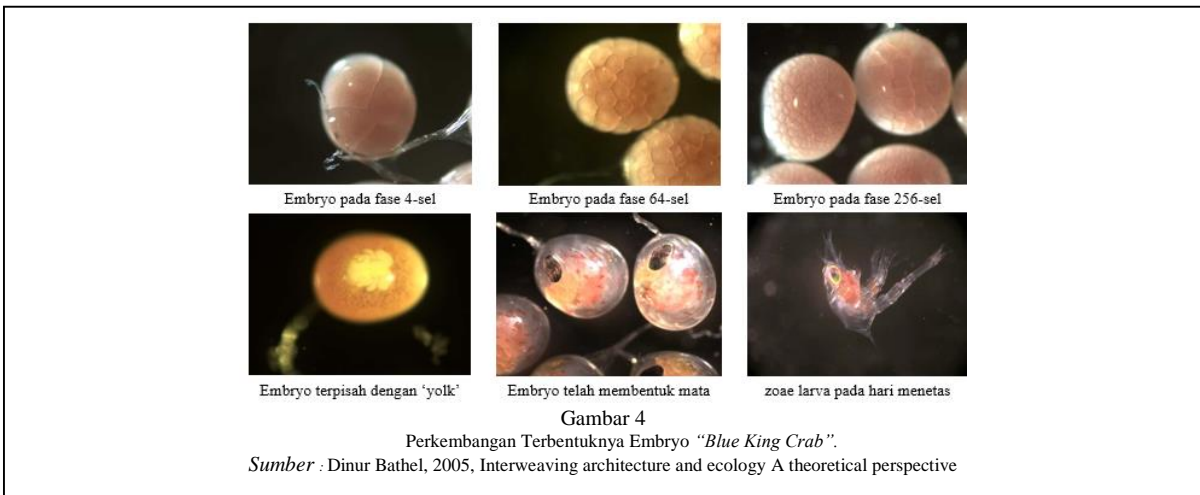 Embryo pada fase 4-sel
Embryo pada fase 64-sel
Embryo pada fase 256-sel
Embryo terpisah dengan ‘yolk’
Embryo telah membentuk mata
zoae larva pada hari menetas
Gambar 4
Perkembangan Terbentuknya Embryo “Blue King Crab”.
Sumber : Dinur Bathel, 2005, Interweaving architecture and ecology A theoretical perspective